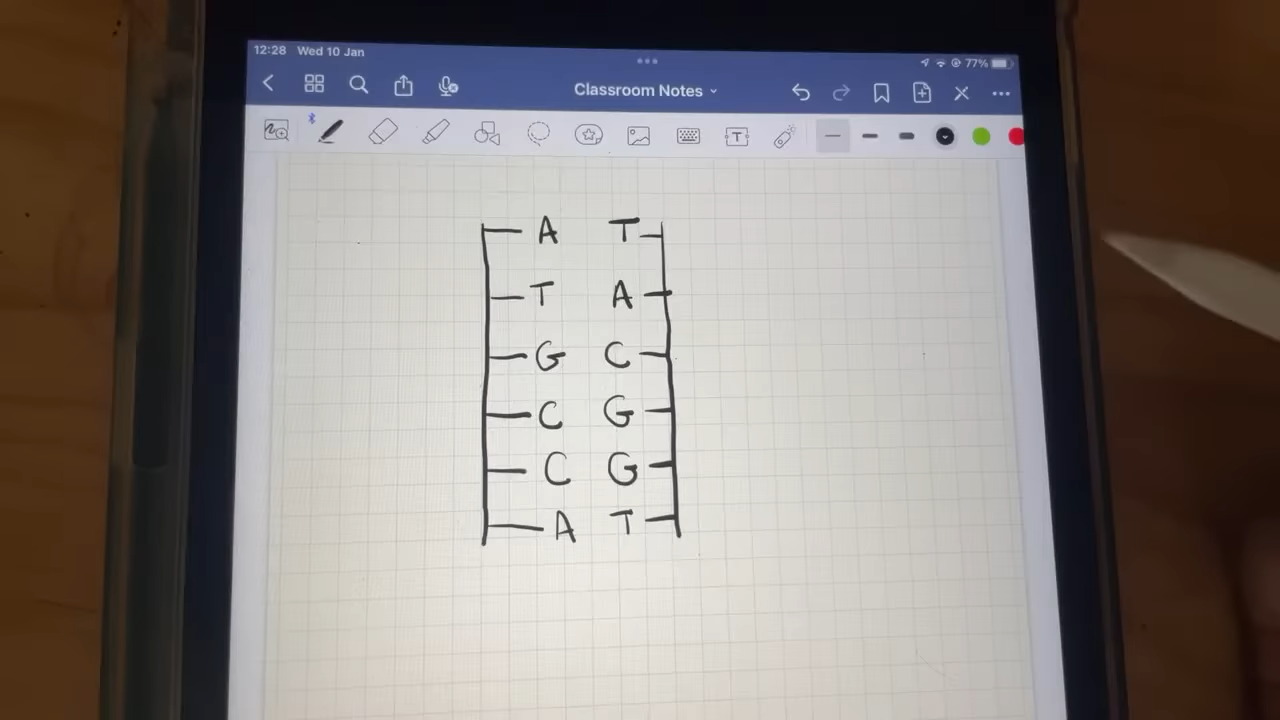 12:28 Wed 10 Jan
77%
Classroom Notes
T
A T
T A
G C
C G
C G
A T